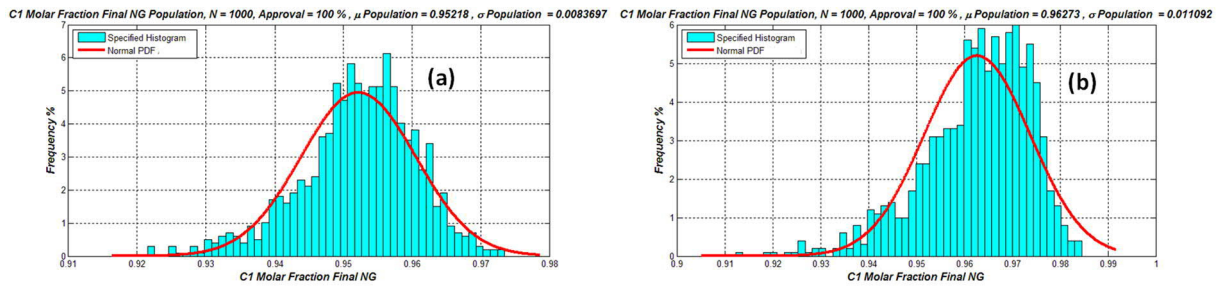 C1 Molar Fraction Final NG Population, N = 1000, Approval = 100 % , μ Population = 0.95218 , σ Population = 0.0083697
Specified Histogram
Normal PDF .
(a)
Frequency %
7
6
5
4
3
2
1
0
0.91 0.92 0.93 0.94 0.95 0.96 0.97 0.98
C1 Molar Fraction Final NG
C1 Molar Fraction Final NG Population, N = 1000, Approval = 100 % , μ Population = 0.96273 , σ Population = 0.011092
Specified Histogram
Normal PDF
(b)
Frequency %
6
5
4
3
2
1
0
0.9 0.91 0.92 0.93 0.94 0.95 0.96 0.97 0.98 0.99 1
C1 Molar Fraction Final NG